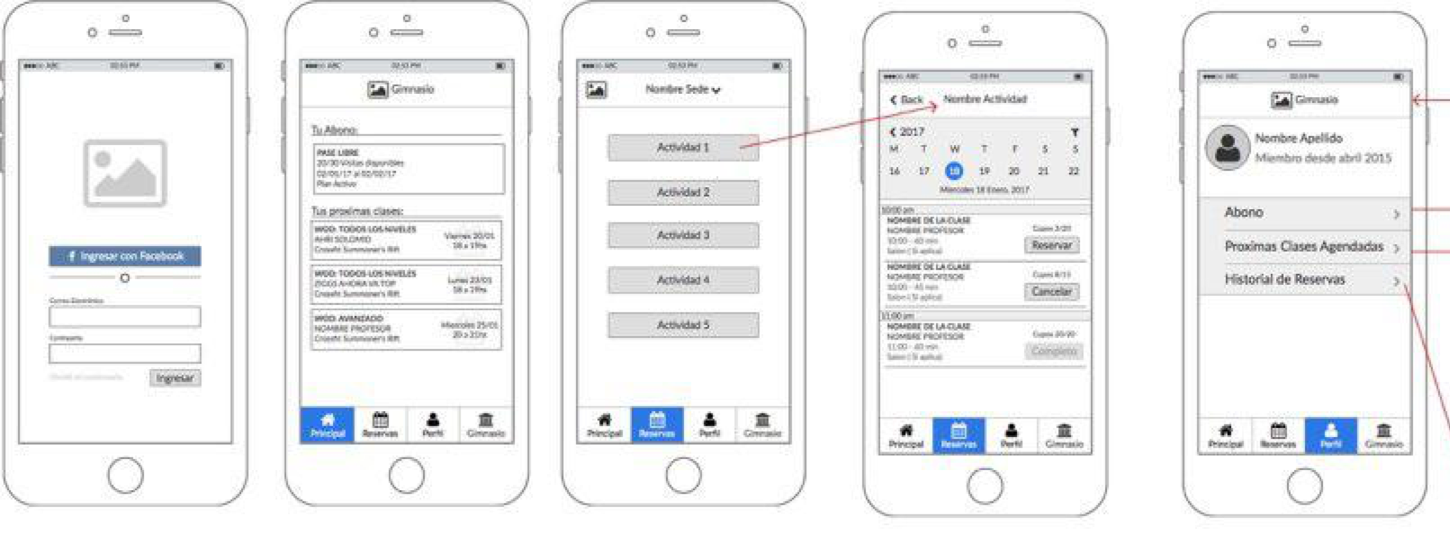 ABC 02:53 PM
Ingresar con Facebook
Correo Electrónico
Contraseña
Ingresar
ABC 02:53 PM
Gimnasio
Tu Abono:
PASE LIBRE
20/30 Visitas disponibles
02/01/17 al 02/02/17
Plan Activo
Tus proximas clases:
WOD: TODOS LOS NIVELES
AHRI SOLOMID
Crossfit Summoner's Rift
Viernes 20/01
18 a 19hs
WOD: TODOS LOS NIVELES
ZIGGS AHORA VA TOP
Crossfit Summoner's Rift
Lunes 23/01
18 a 19hs
WOD: AVANZADO
NOMBRE PROFESOR
Crossfit Summoner's Rift
Miercoles 25/01
20 a 21hs
Principal Reservas Perfil Gimnasio
ABC 02:53 PM
Nombre Sede
Actividad 1
Actividad 2
Actividad 3
Actividad 4
Actividad 5
Principal Reservas Perfil Gimnasio
ABC 02:53 PM
Back Nombre Actividad
2017
M T W T F S S
16 17 18 19 20 21 22
Miercoles 18 Enero, 2017
10:00 am
NOMBRE DE LA CLASE
NOMBRE PROFESOR
10:00 - 60 min
Salon ( Si aplica)
Cupos 3/20
Reservar
NOMBRE DE LA CLASE
NOMBRE PROFESOR
10:00 - 45 min
Salon ( Si aplica)
Cupos 8/15
Cancelar
11:00 am
NOMBRE DE LA CLASE
NOMBRE PROFESOR
11:00 - 60 min
Salon ( Si aplica)
Cupos 20/20
Completo
Principal Reservas Perfil Gimnasio
ABC 02:53 PM
Gimnasio
Nombre Apellido
Miembro desde abril 2015
Abono
Proximas Clases Agendadas
Historial de Reservas
Principal Reservas Perfil Gimnasio